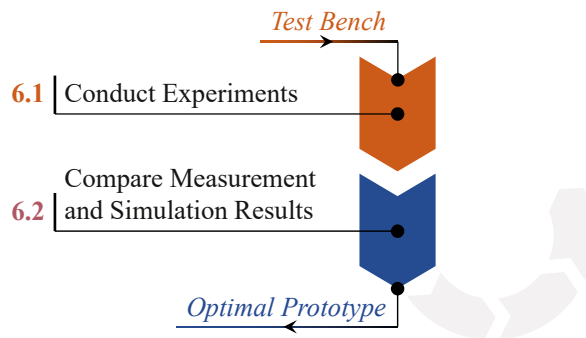 Test Bench
6.1 Conduct Experiments
Compare Measurement
6.2 and Simulation Results
Optimal Prototype